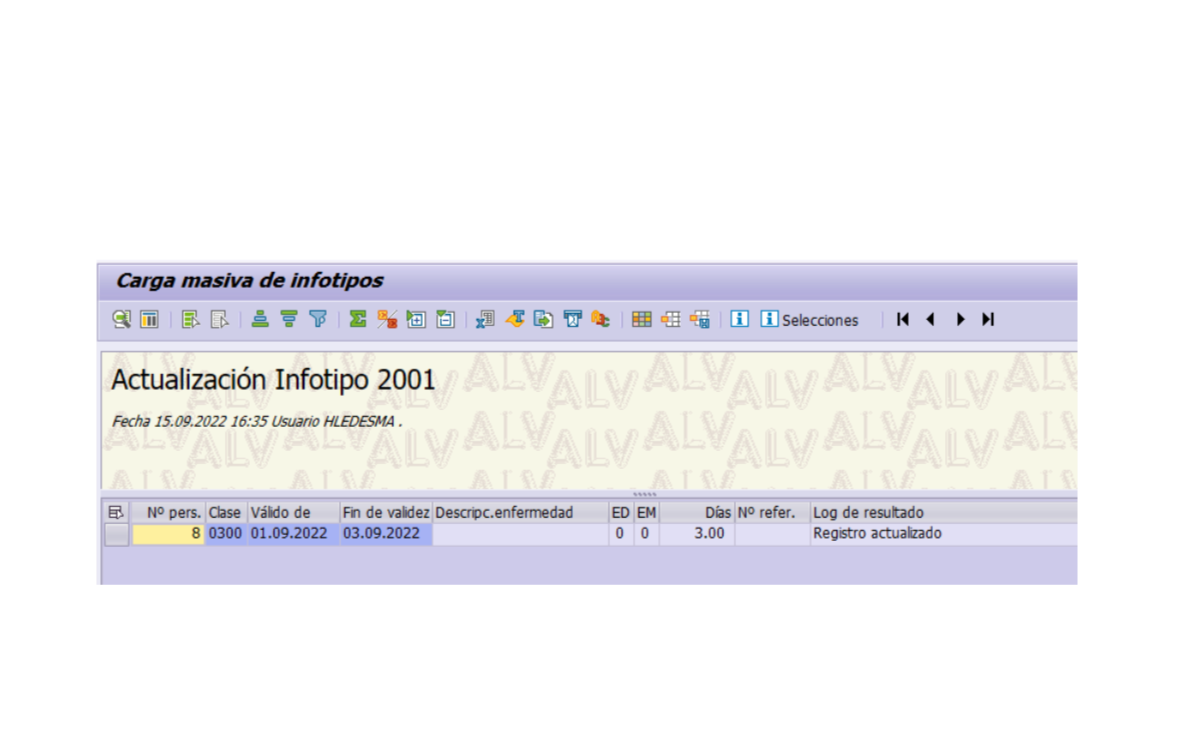 Carga masiva de infotipos
Selecciones
Actualización Infotipo 2001
Fecha 15.09.2022 16:35 Usuario HLEDESMA .
Nº pers. Clase Válido de Fin de validez Descripc.enfermedad ED EM Días Nº refer. Log de resultado
8 0300 01.09.2022 03.09.2022 0 0 3.00 Registro actualizado